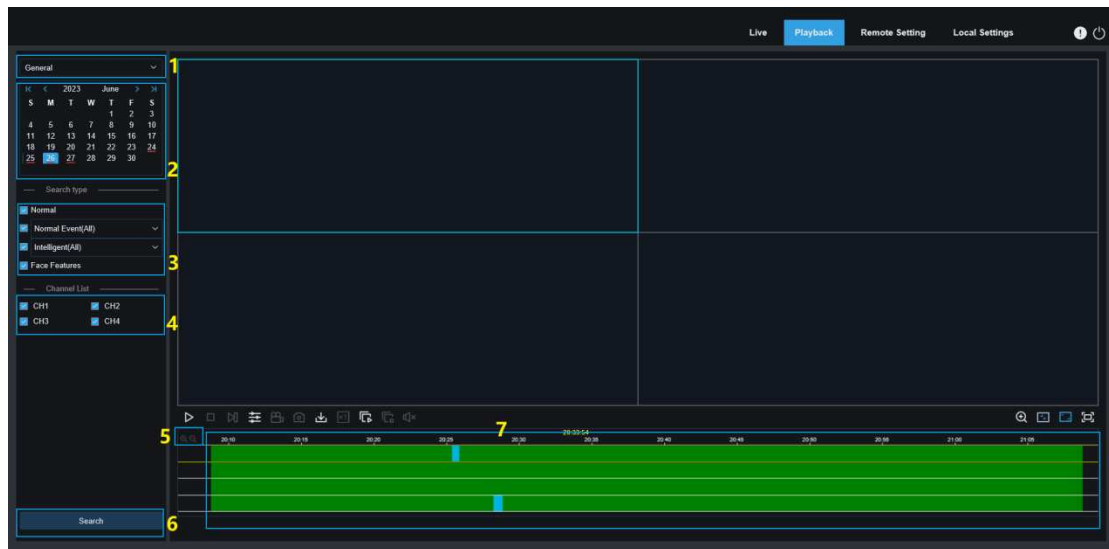 Live Playback Remote Setting Local Settings
General
1
2023 June
S M T W T F S
1 2 3
4 5 6 7 8 9 10
11 12 13 14 15 16 17
18 19 20 21 22 23 24
25 26 27 28 29 30
2
Search type
Normal
Normal Event(All)
Intelligent(All)
Face Features
3
Channel List
CH1 CH2
CH3 CH4
4
5
7
20:33:54
20:10 20:15 20:20 20:25 20:30 20:35 20:40 20:45 20:50 20:55 21:00 21:05
Search
6